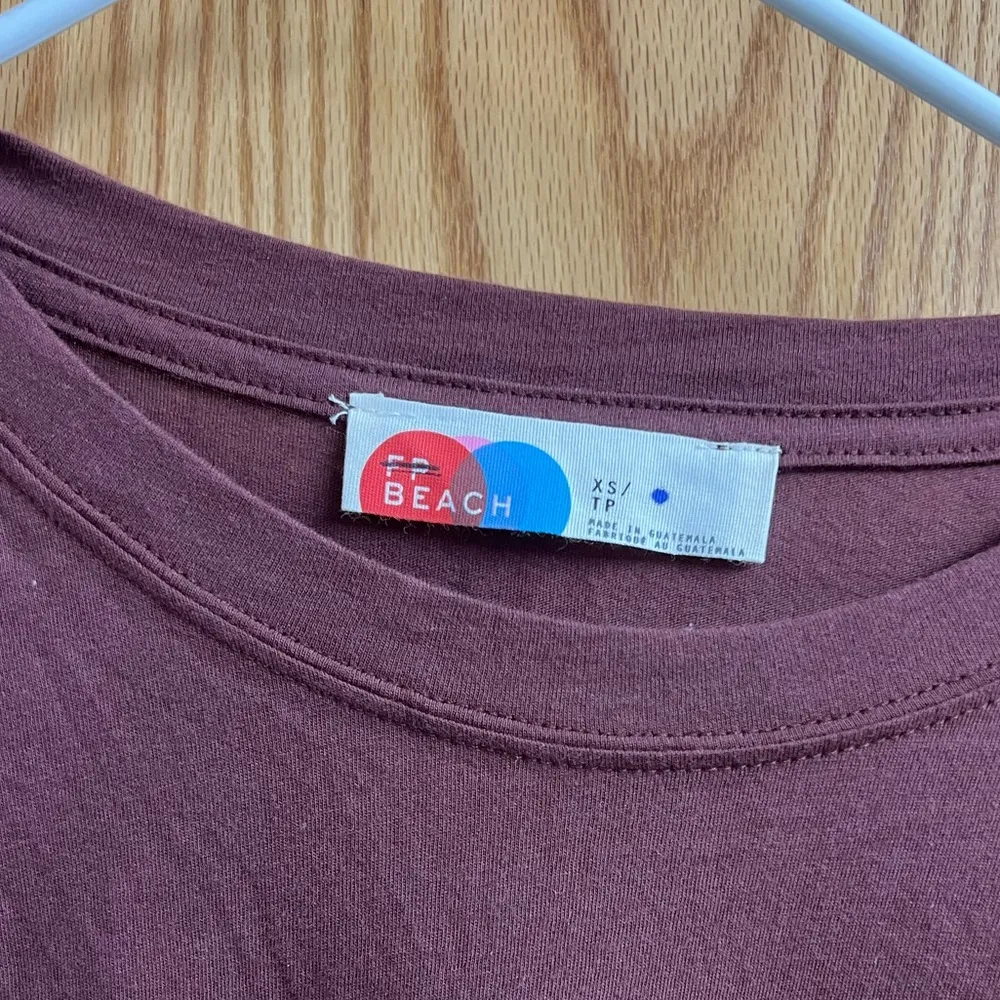 FP
BEACH
XS/
TP
MADE IN GUATEMALA
FABRIQUÉ AU GUATEMALA